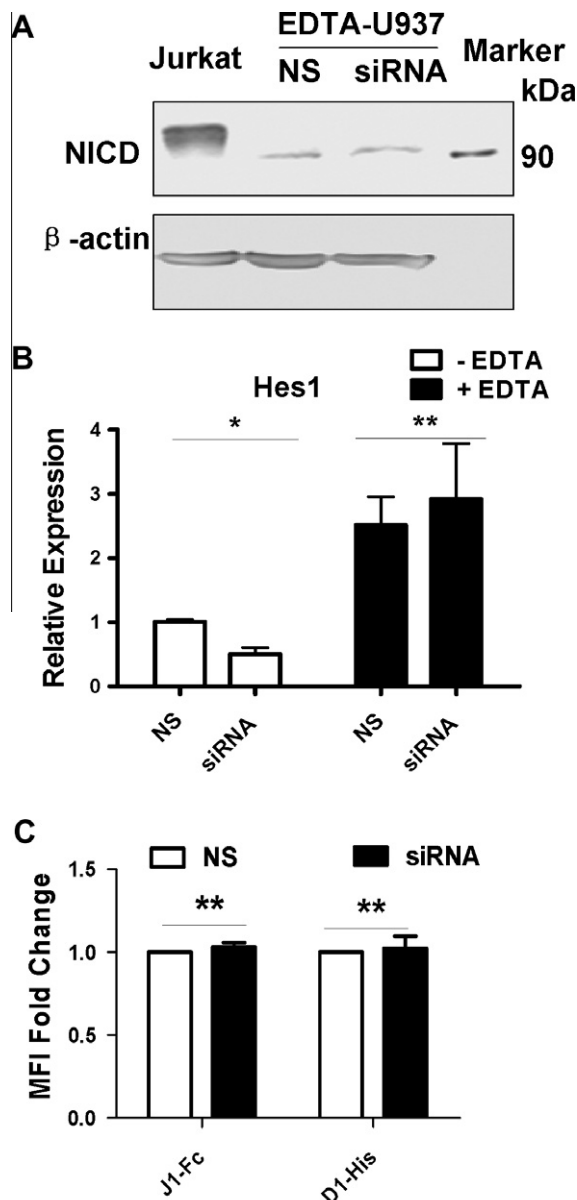 A
EDTA-U937
Jurkat
NS siRNA
Marker
kDa
NICD
90
β-actin
B
- EDTA
+ EDTA
Hes1
* **
Relative Expression
4
3
2
1
0
NS siRNA NS siRNA
C
NS siRNA
MFI Fold Change
1.5
1.0
0.5
0.0
** **
J1-Fc D1-His